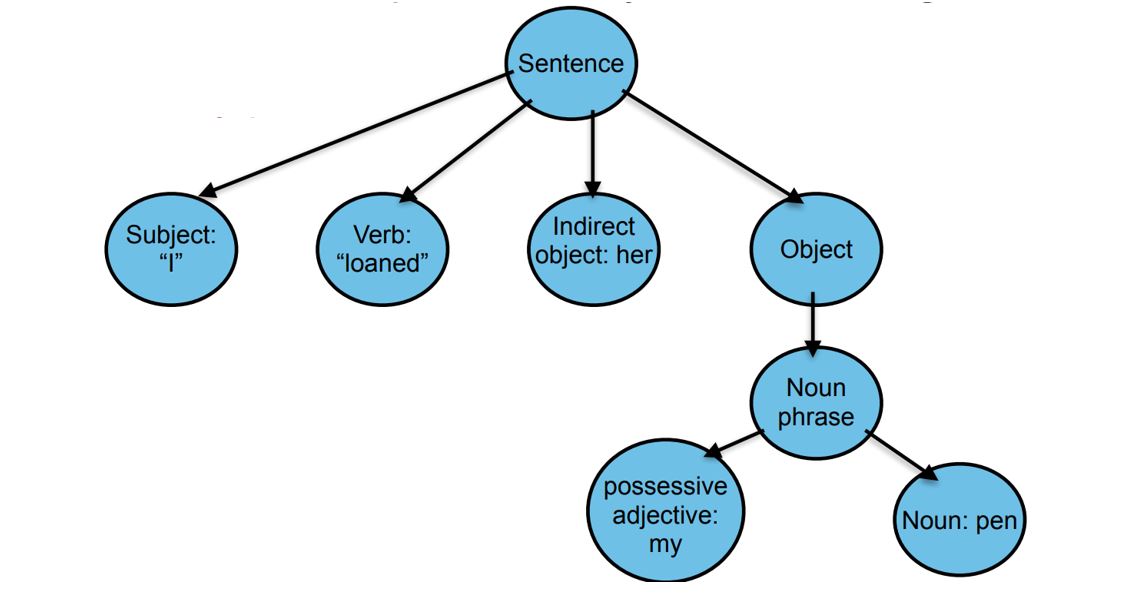 Sentence
Subject:
“I”
Verb:
“loaned”
Indirect
object: her
Object
Noun
phrase
possessive
adjective:
my
Noun: pen